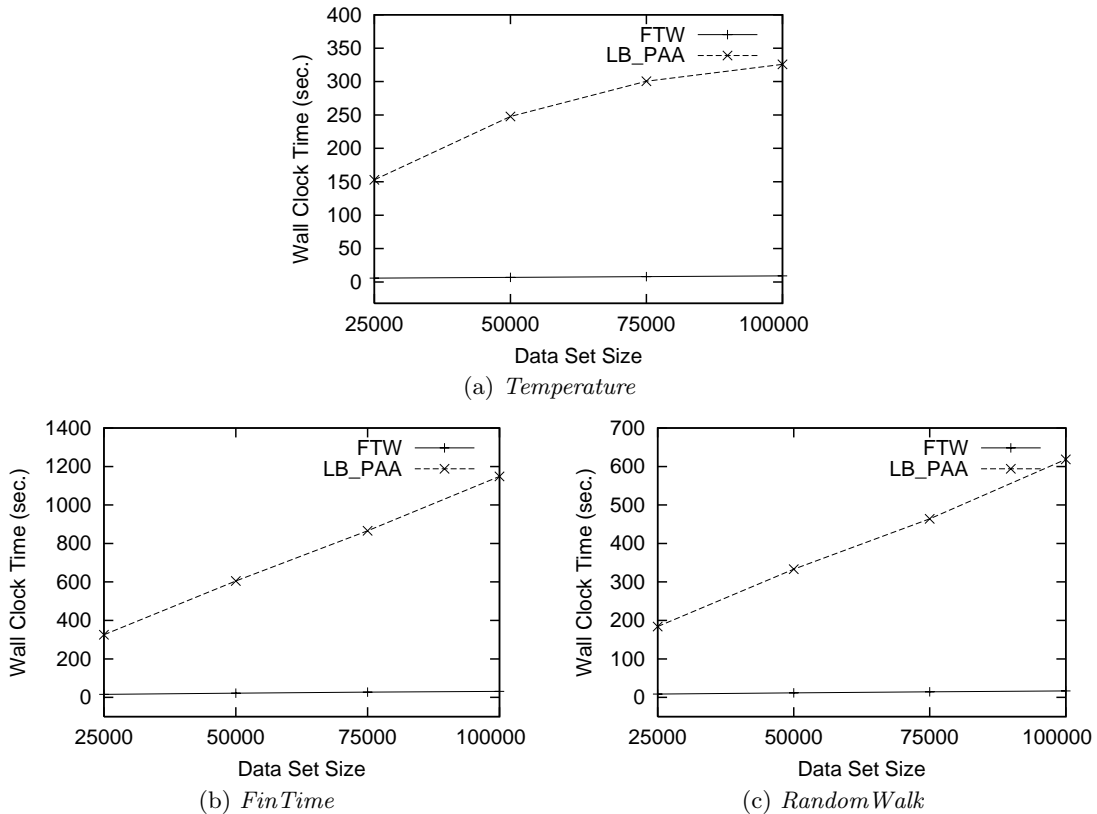 400
350
300
250
200
150
100
50
0
Wall Clock Time (sec.)
FTW
LB_PAA
25000 50000 75000 100000
Data Set Size
(a) Temperature
1400
1200
1000
800
600
400
200
0
Wall Clock Time (sec.)
FTW
LB_PAA
25000 50000 75000 100000
Data Set Size
(b) FinTime
700
600
500
400
300
200
100
0
Wall Clock Time (sec.)
FTW
LB_PAA
25000 50000 75000 100000
Data Set Size
(c) RandomWalk